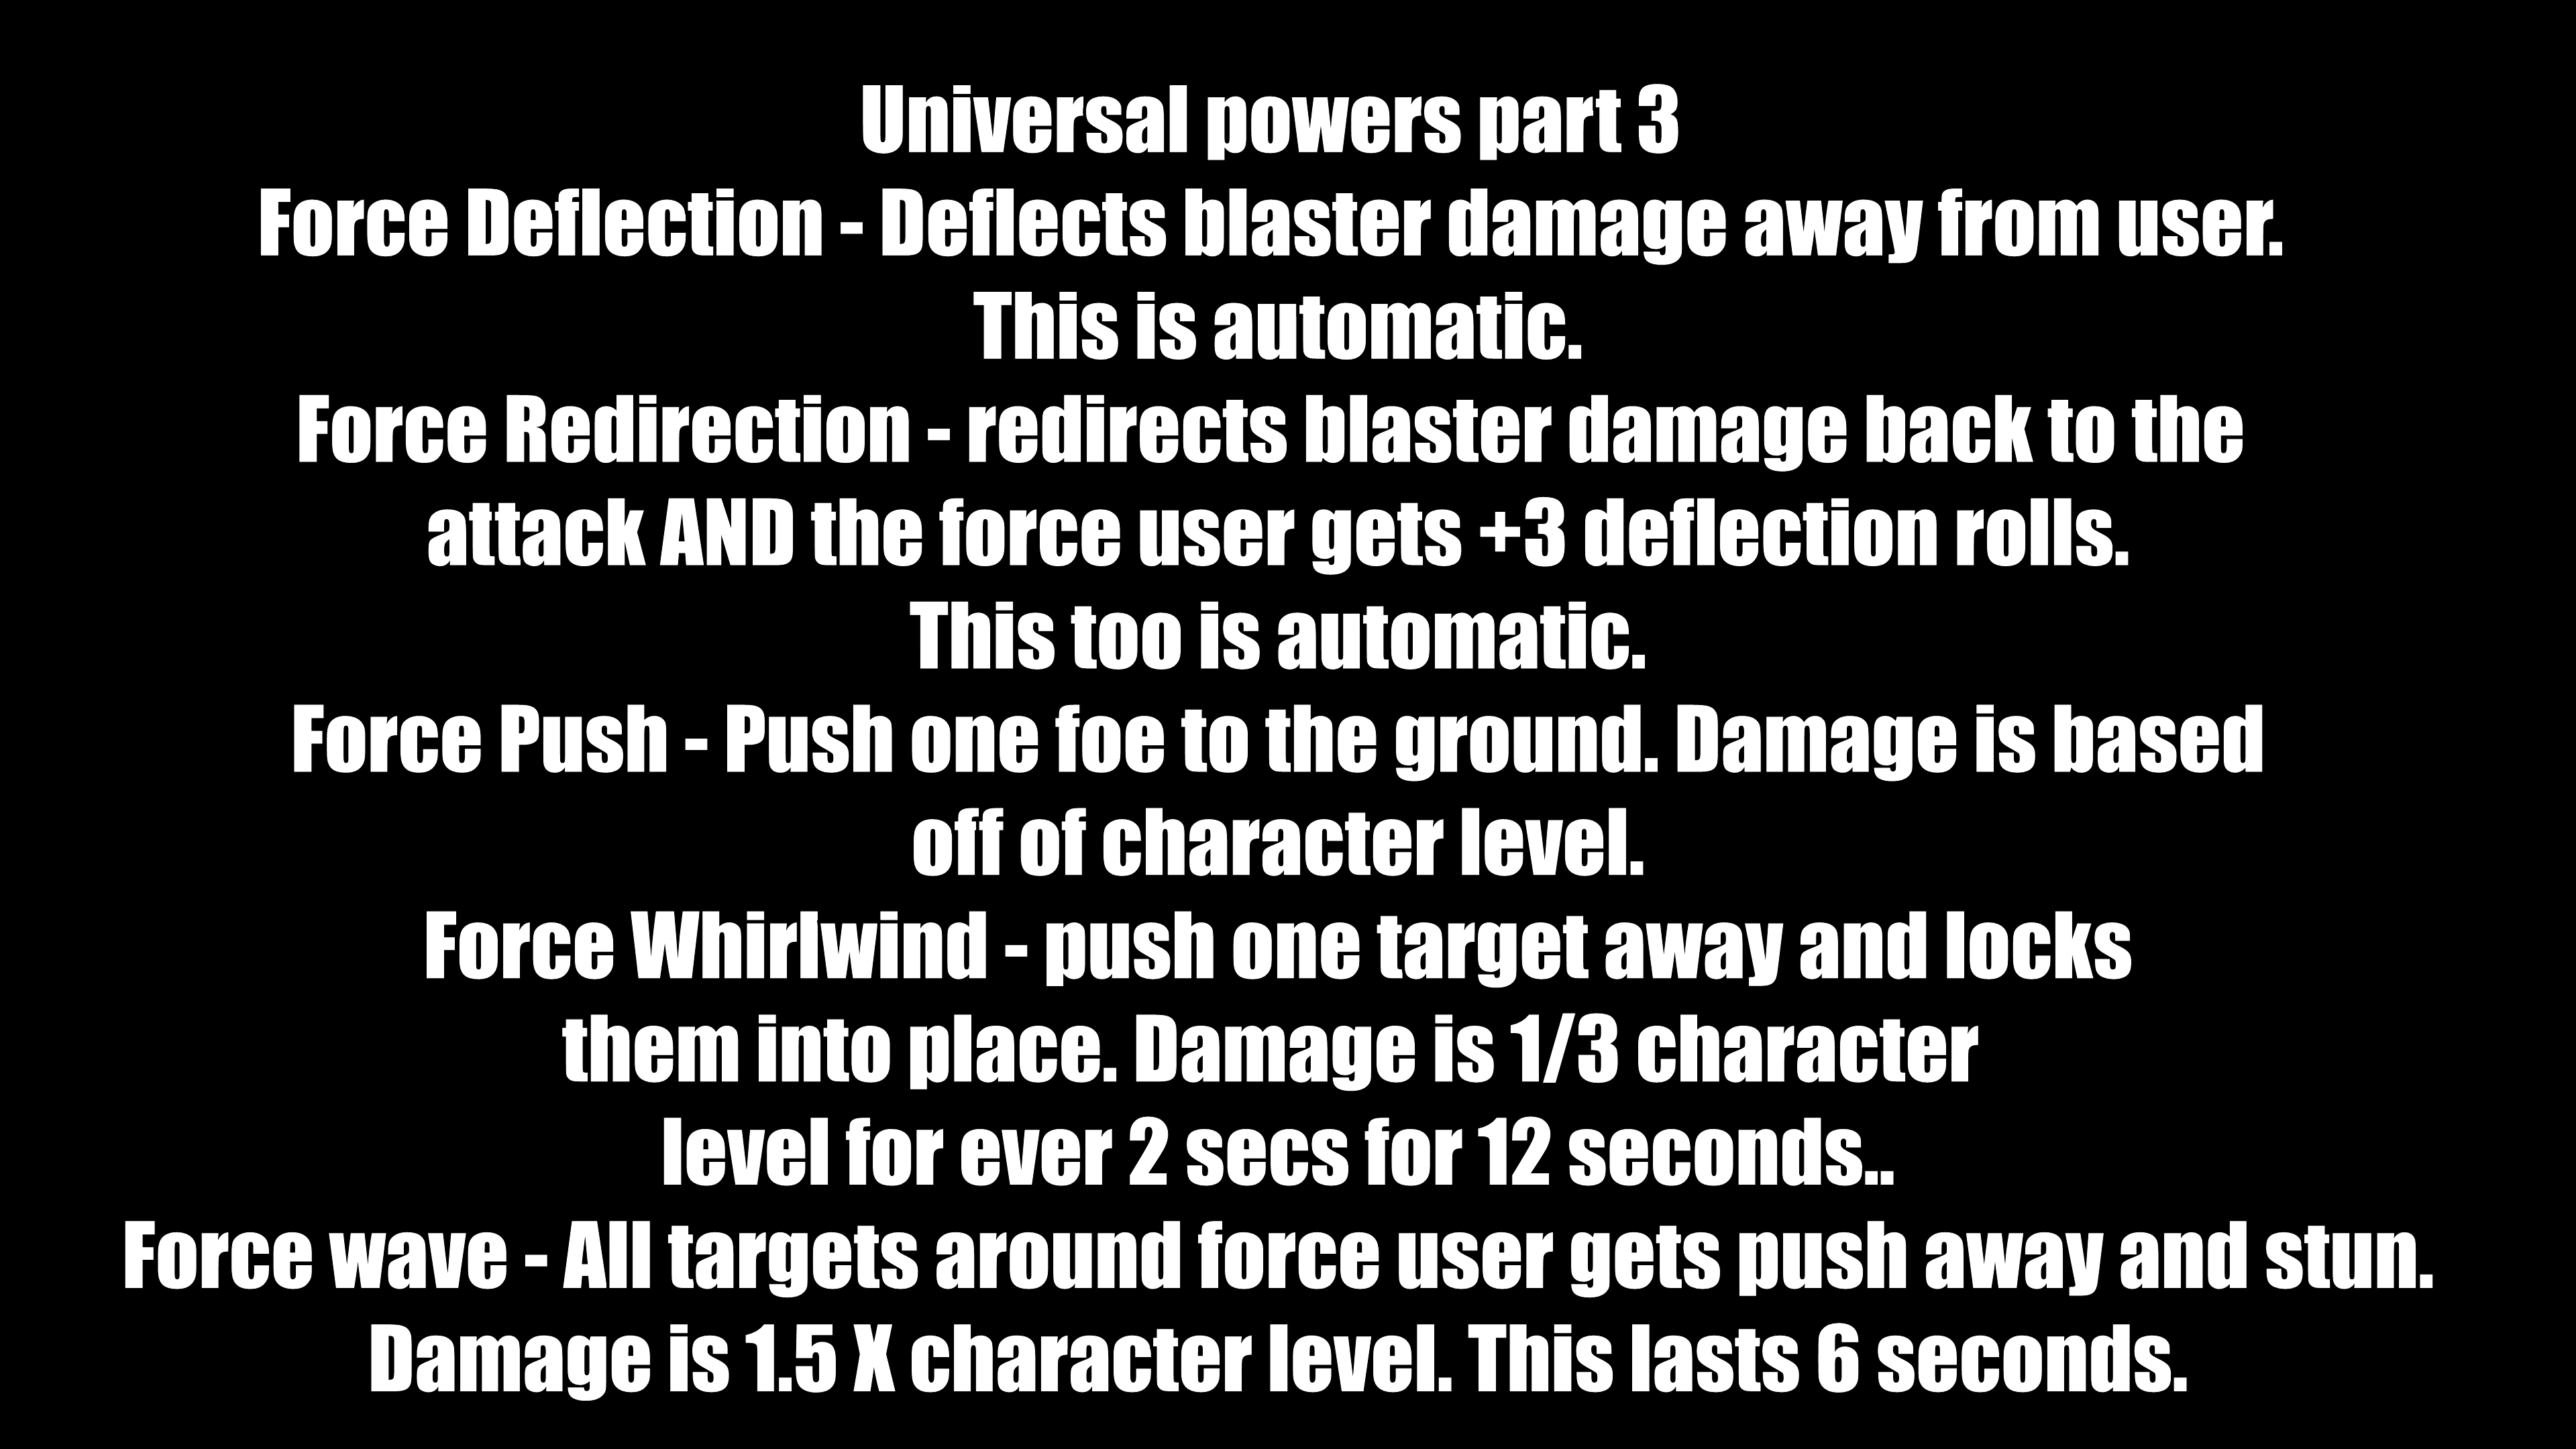 Universal powers part 3
Force Deflection - Deflects blaster damage away from user.
This is automatic.
Force Redirection - redirects blaster damage back to the
attack AND the force user gets +3 deflection rolls.
This too is automatic.
Force Push - Push one foe to the ground. Damage is based
off of character level.
Force Whirlwind - push one target away and locks
them into place. Damage is 1/3 character
level for ever 2 secs for 12 seconds..
Force wave - All targets around force user gets push away and stun.
Damage is 1.5 X character level. This lasts 6 seconds.